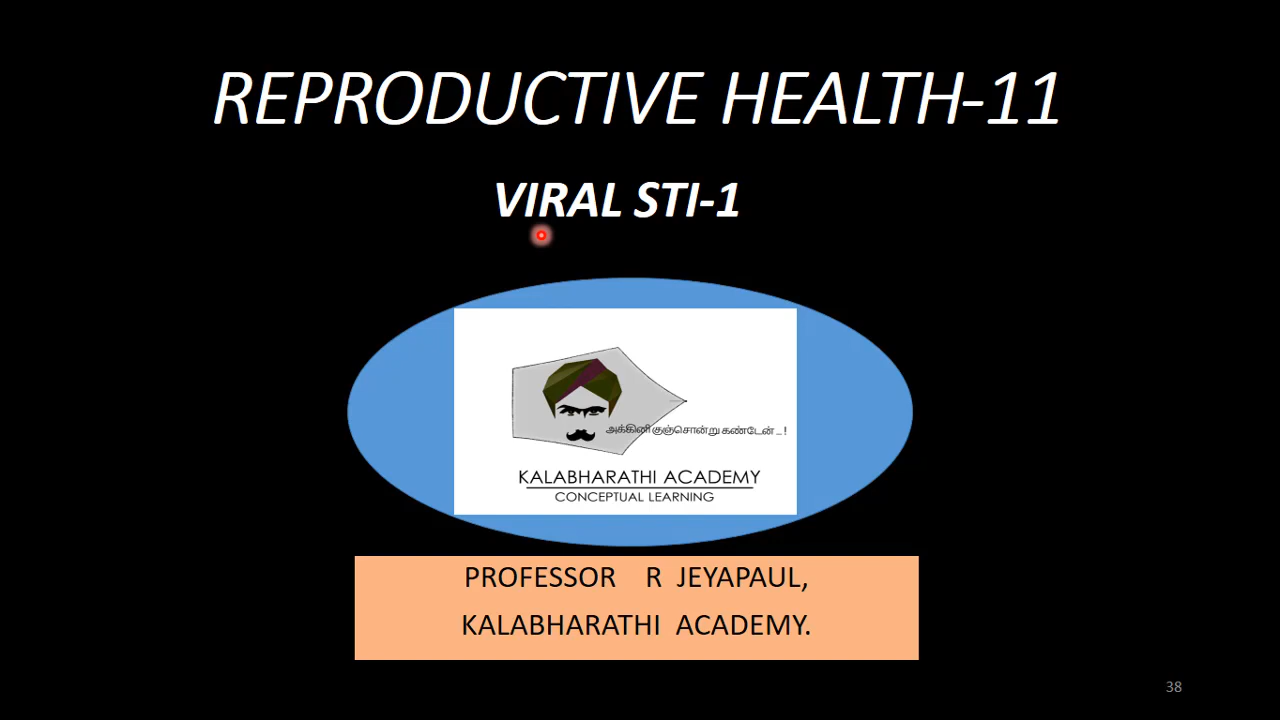 REPRODUCTIVE HEALTH-11
VIRAL STI-1
அக்கினி குஞ்சொன்று கண்டேன் ...!
KALABHARATHI ACADEMY
CONCEPTUAL LEARNING
PROFESSOR R JEYAPAUL,
KALABHARATHI ACADEMY.
38